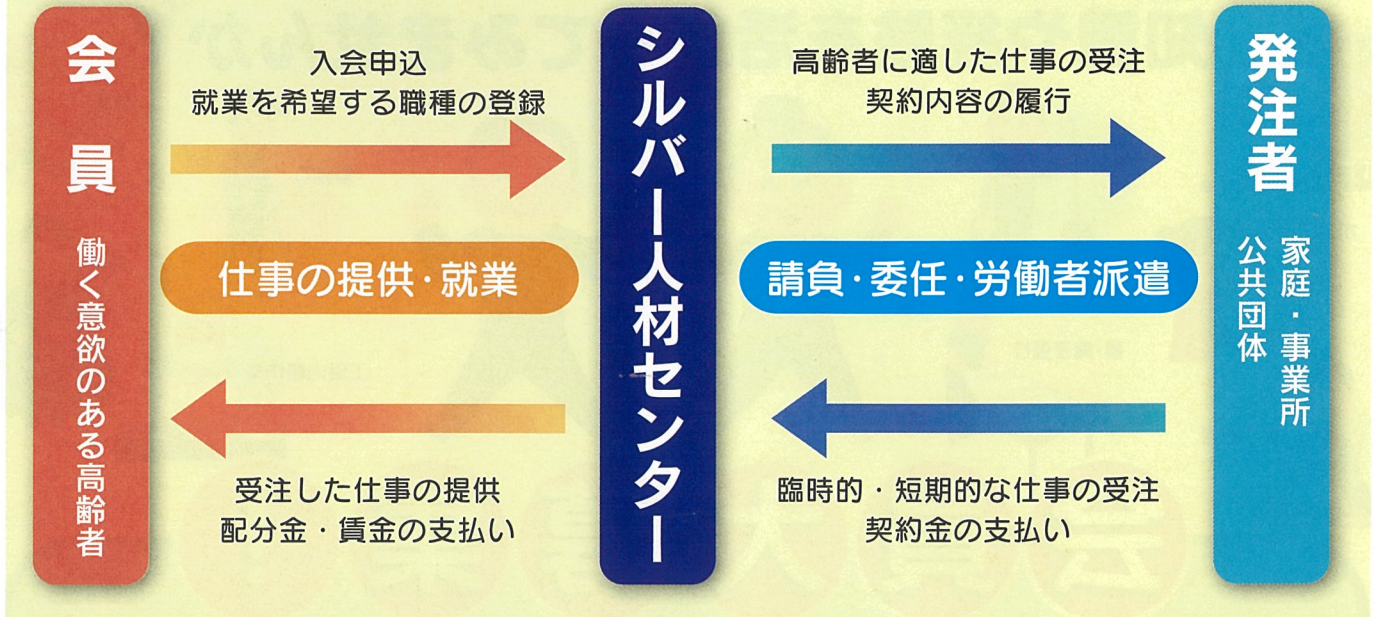 会員
働く意欲のある高齢者
入会申込
就業を希望する職種の登録
仕事の提供・就業
受注した仕事の提供
配分金・賃金の支払い
シルバー人材センター
高齢者に適した仕事の受注
契約内容の履行
請負・委任・労働者派遣
臨時的・短期的な仕事の受注
契約金の支払い
発注者
家庭・事業所
公共団体